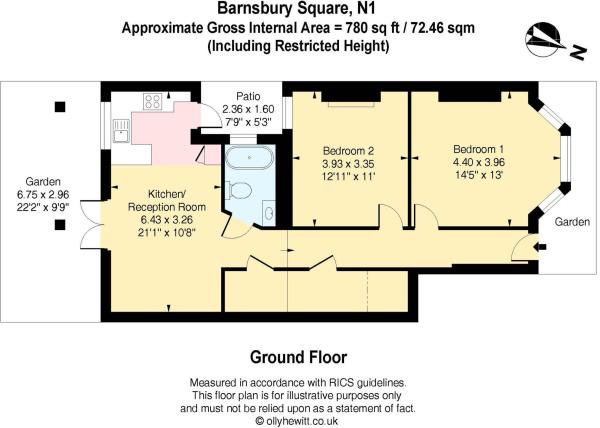 Barnsbury Square, N1
Approximate Gross Internal Area = 780 sq ft / 72.46 sqm
(Including Restricted Height)
N
Patio
2.36 x 1.60
7'9" x 5'3"
Bedroom 2
3.93 x 3.35
12'11" x 11'
Bedroom 1
4.40 x 3.96
14'5" x 13'
Garden
6.75 x 2.96
22'2" x 9'9"
Kitchen/
Reception Room
6.43 x 3.26
21'1" x 10'8"
Garden
Ground Floor
Measured in accordance with RICS guidelines.
This floor plan is for illustrative purposes only
and must not be relied upon as a statement of fact.
© ollyhewitt.co.uk